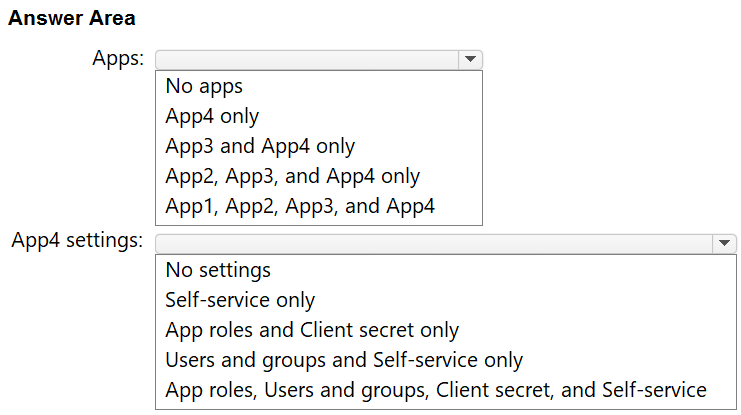 Answer Area
Apps:
No apps
App4 only
App3 and App4 only
App2, App3, and App4 only
App1, App2, App3, and App4
App4 settings:
No settings
Self-service only
App roles and Client secret only
Users and groups and Self-service only
App roles, Users and groups, Client secret, and Self-service